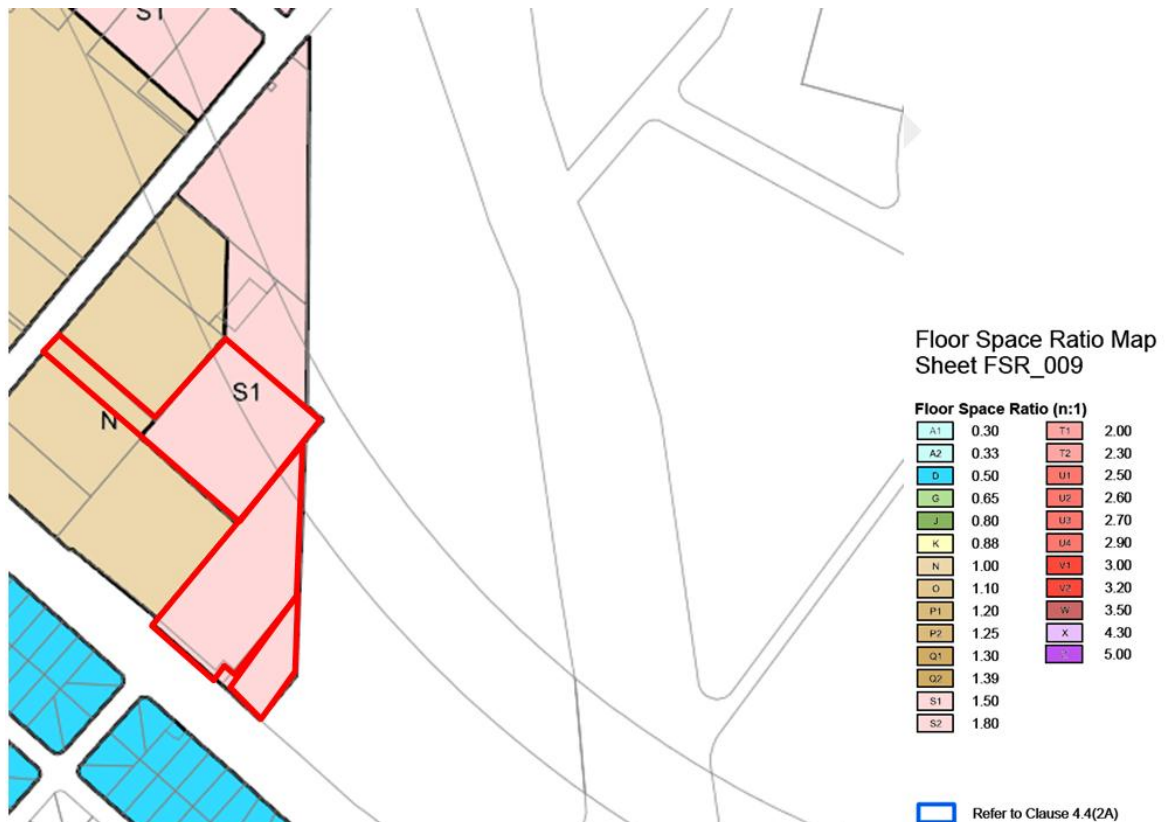 S1
S1
N
Floor Space Ratio Map
Sheet FSR_009
Floor Space Ratio (n:1)
A1 0.30 T1 2.00
A2 0.33 T2 2.30
D 0.50 U1 2.50
G 0.65 U2 2.60
J 0.80 U3 2.70
K 0.88 U4 2.90
N 1.00 V1 3.00
O 1.10 V2 3.20
P1 1.20 W 3.50
P2 1.25 X 4.30
Q1 1.30 5.00
Q2 1.39
S1 1.50
S2 1.80
Refer to Clause 4.4(2A)